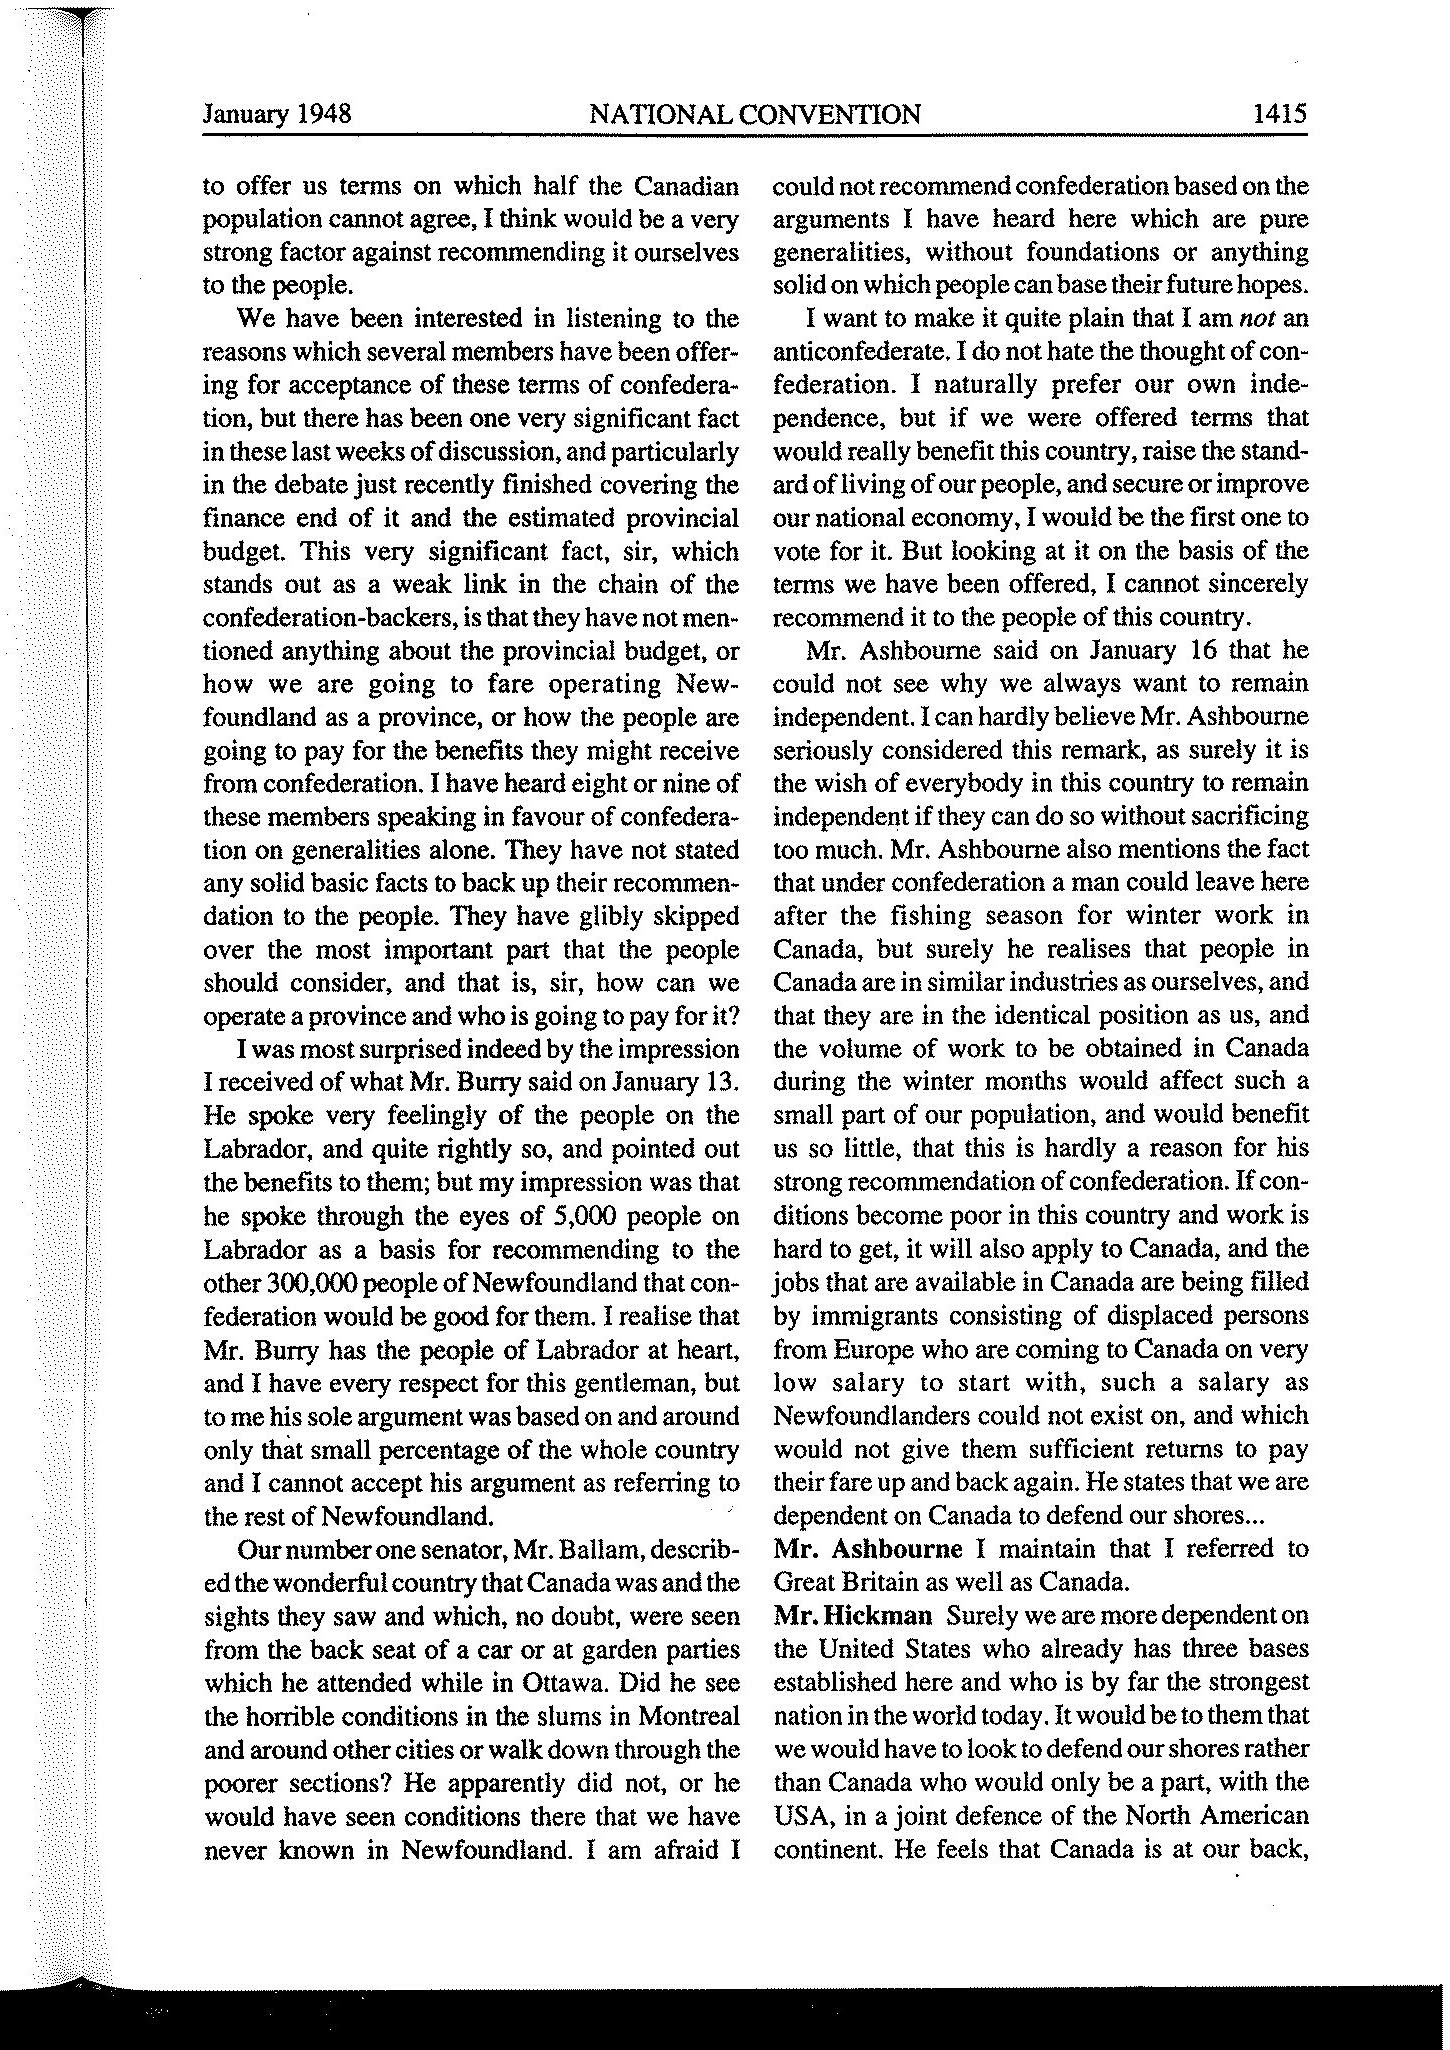 January 1948 NATIONAL CONVENTION 1415
to offer us terms on which half the Canadian
population cannot agree, I think would be a very
strong factor against recommending it ourselves
to the people.
We have been interested in listening to the
reasons which several members have been offer-
ing for acceptance of these terms of confedera-
tion, but there has been one very significant fact
in these last weeks of discussion, and particularly
in the debate just recently finished covering the
finance end of it and the estimated provincial
budget. This very significant fact, sir, which
stands out as a weak link in the chain of the
confederation-backers, is that they have not men-
tioned anything about the provincial budget, or
how we are going to fare operating New-
foundland as a province, or how the people are
going to pay for the benefits they might receive
from confederation. I have heard eight or nine of
these members speaking in favour of confedera-
tion on generalities alone. They have not stated
any solid basic facts to back up their recommen-
dation to the people. They have glibly skipped
over the most important part that the people
should consider, and that is, sir, how can we
operate a province and who is going to pay for it?
I was most surprised indeed by the impression
I received of what Mr. Burry said on January 13.
He spoke very feelingly of the people on the
Labrador, and quite rightly so, and pointed out
the benefits to them; but my impression was that
he spoke through the eyes of 5,000 people on
Labrador as a basis for recommending to the
other 300,000 people of Newfoundland that con-
federation would be good for them. I realise that
Mr. Burry has the people of Labrador at heart,
and I have every respect for this gentleman, but
to me his sole argument was based on and around
only that small percentage of the whole country
and I cannot accept his argument as referring to
the rest of Newfoundland.
Our number one senator, Mr. Ballam, describ-
ed the wonderful country that Canada was and the
sights they saw and which, no doubt, were seen
from the back seat of a car or at garden parties
which he attended while in Ottawa. Did he see
the horrible conditions in the slums in Montreal
and around other cities or walk down through the
poorer sections? He apparently did not, or he
would have seen conditions there that we have
never known in Newfoundland. I am afraid I
could not recommend confederation based on the
arguments I have heard here which are pure
generalities, without foundations or anything
solid on which people can base their future hopes.
I want to make it quite plain that I am not an
anticonfederate. I do not hate the thought of con-
federation. I naturally prefer our own inde-
pendence, but if we were offered terms that
would really benefit this country, raise the stand-
ard of living of our people, and secure or improve
our national economy, I would be the first one to
vote for it. But looking at it on the basis of the
terms we have been offered, I cannot sincerely
recommend it to the people of this country.
Mr. Ashbourne said on January 16 that he
could not see why we always want to remain
independent. I can hardly believe Mr. Ashbourne
seriously considered this remark, as surely it is
the wish of everybody in this country to remain
independent if they can do so without sacrificing
too much. Mr. Ashbourne also mentions the fact
that under confederation a man could leave here
after the fishing season for winter work in
Canada, but surely he realises that people in
Canada are in similar industries as ourselves, and
that they are in the identical position as us, and
the volume of work to be obtained in Canada
during the winter months would affect such a
small part of our population, and would benefit
us so little, that this is hardly a reason for his
strong recommendation of confederation. If con-
ditions become poor in this country and work is
hard to get, it will also apply to Canada, and the
jobs that are available in Canada are being filled
by immigrants consisting of displaced persons
from Europe who are coming to Canada on very
low salary to start with, such a salary as
Newfoundlanders could not exist on, and which
would not give them sufficient returns to pay
their fare up and back again. He states that we are
dependent on Canada to defend our shores...
Mr. Ashbourne I maintain that I referred to
Great Britain as well as Canada.
Mr. Hickman Surely we are more dependent on
the United States who already has three bases
established here and who is by far the strongest
nation in the world today. It would be to them that
we would have to look to defend our shores rather
than Canada who would only be a part, with the
USA, in a joint defence of the North American
continent. He feels that Canada is at our back,